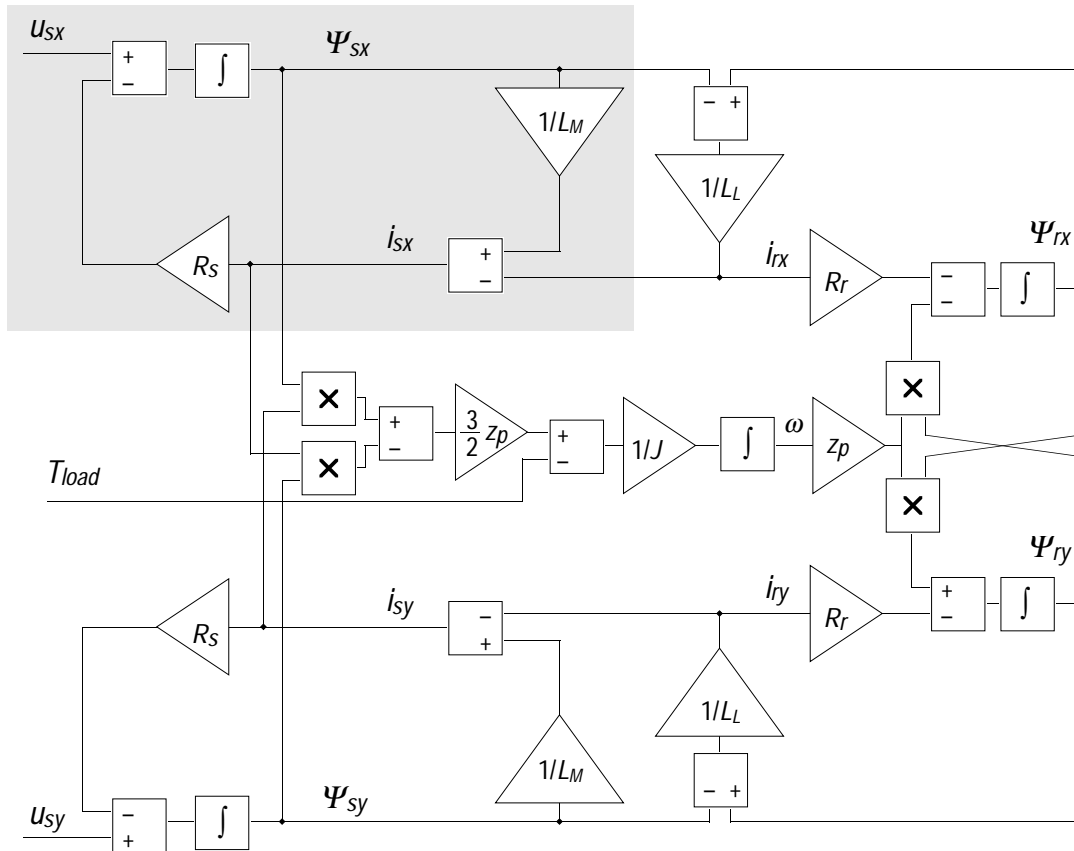 u_sx
+
−
∫
Ψ_sx
− +
1/L_M
1/L_L
R_s
i_sx
+
−
i_rx
R_r
−
−
∫
Ψ_rx
×
×
+
−
3/2 z_p
+
−
1/J
∫
ω
z_p
×
×
T_load
R_s
i_sy
−
+
i_ry
R_r
+
−
∫
Ψ_ry
1/L_L
1/L_M
− +
u_sy
−
+
∫
Ψ_sy